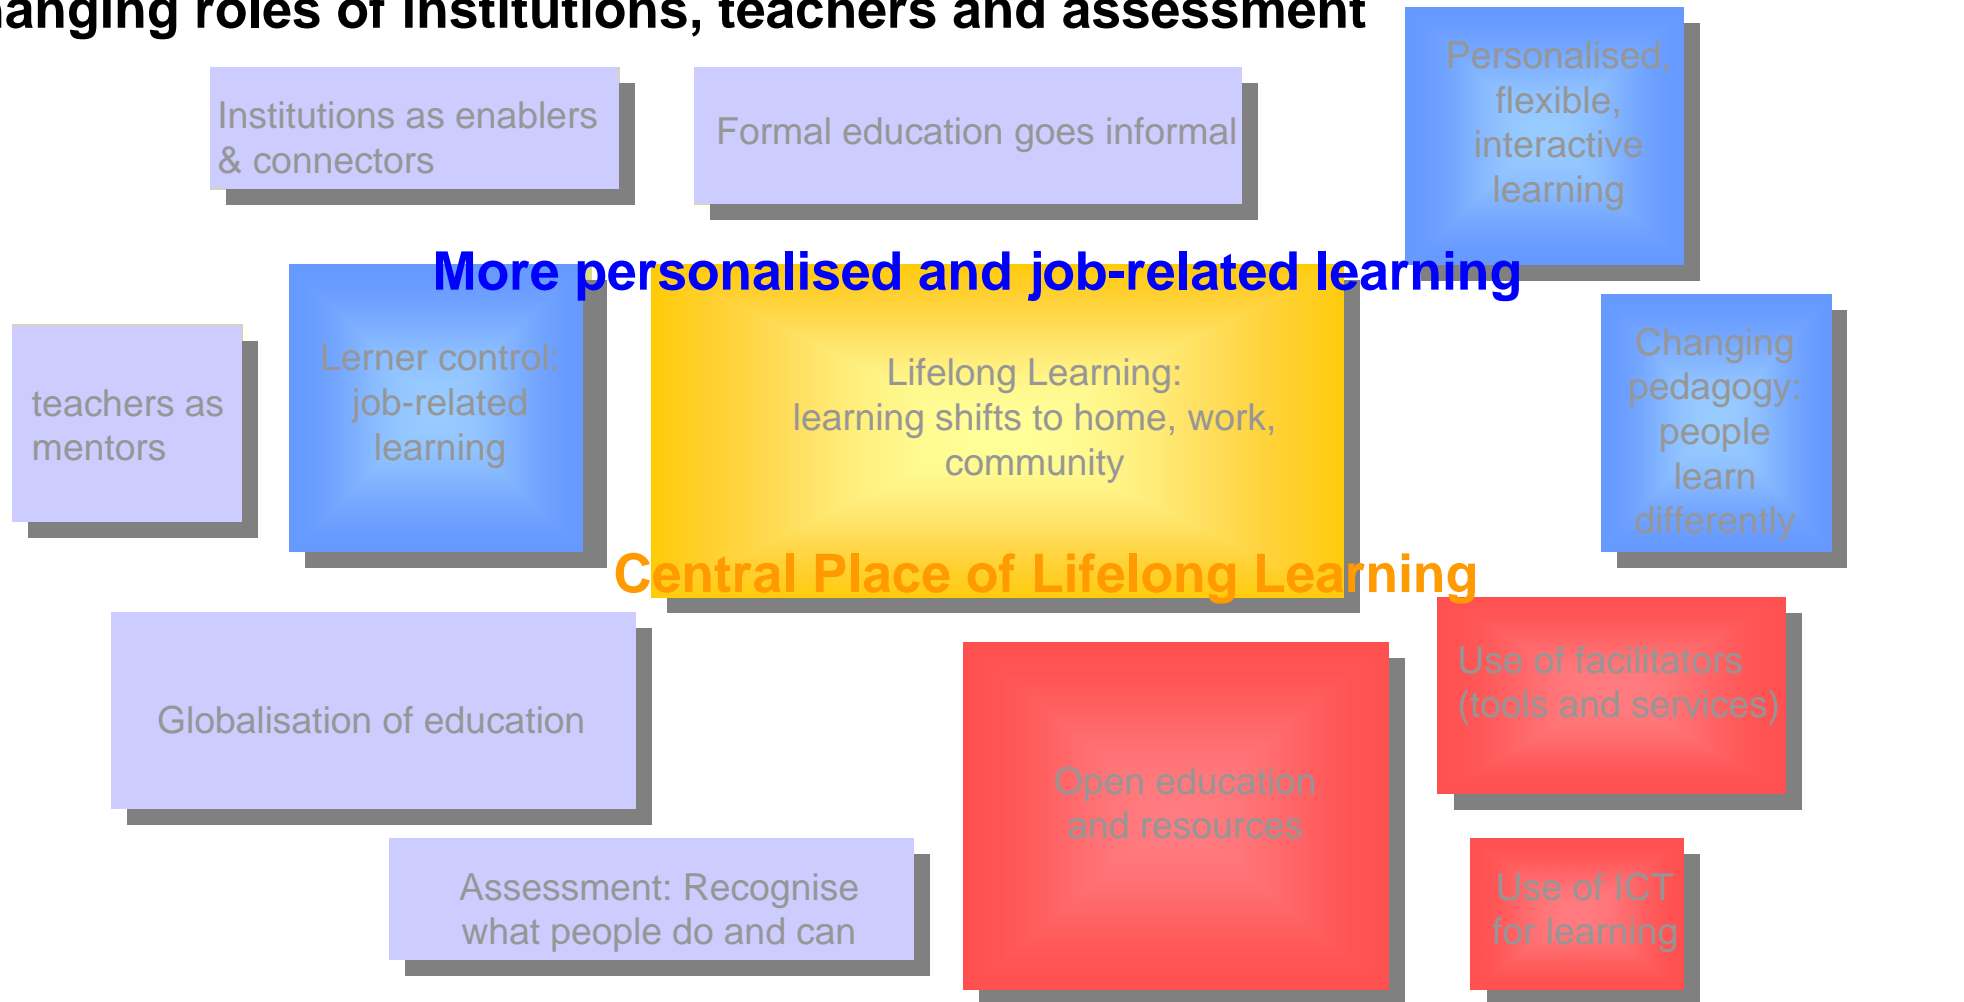 anging roles of institutions, teachers and assessment
Institutions as enablers
& connectors
Formal education goes informal
Personalised,
flexible,
interactive
learning
More personalised and job-related learning
teachers as
mentors
Lerner control:
job-related
learning
Lifelong Learning:
learning shifts to home, work,
community
Changing
pedagogy:
people
learn
differently
Central Place of Lifelong Learning
Globalisation of education
Open education
and resources
Use of facilitators
(tools and services)
Assessment: Recognise
what people do and can
Use of ICT
for learning